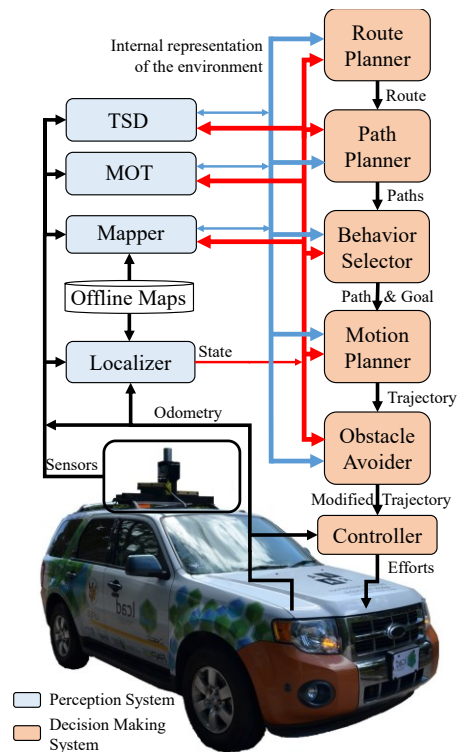 Internal representation
of the environment
Route
Planner
Route
TSD
Path
Planner
MOT
Paths
Mapper
Behavior
Selector
Offline Maps
Path & Goal
Localizer
State
Motion
Planner
Trajectory
Odometry
Obstacle
Avoider
Sensors
Modified Trajectory
Controller
Efforts
lcad
Perception System
Decision Making
System